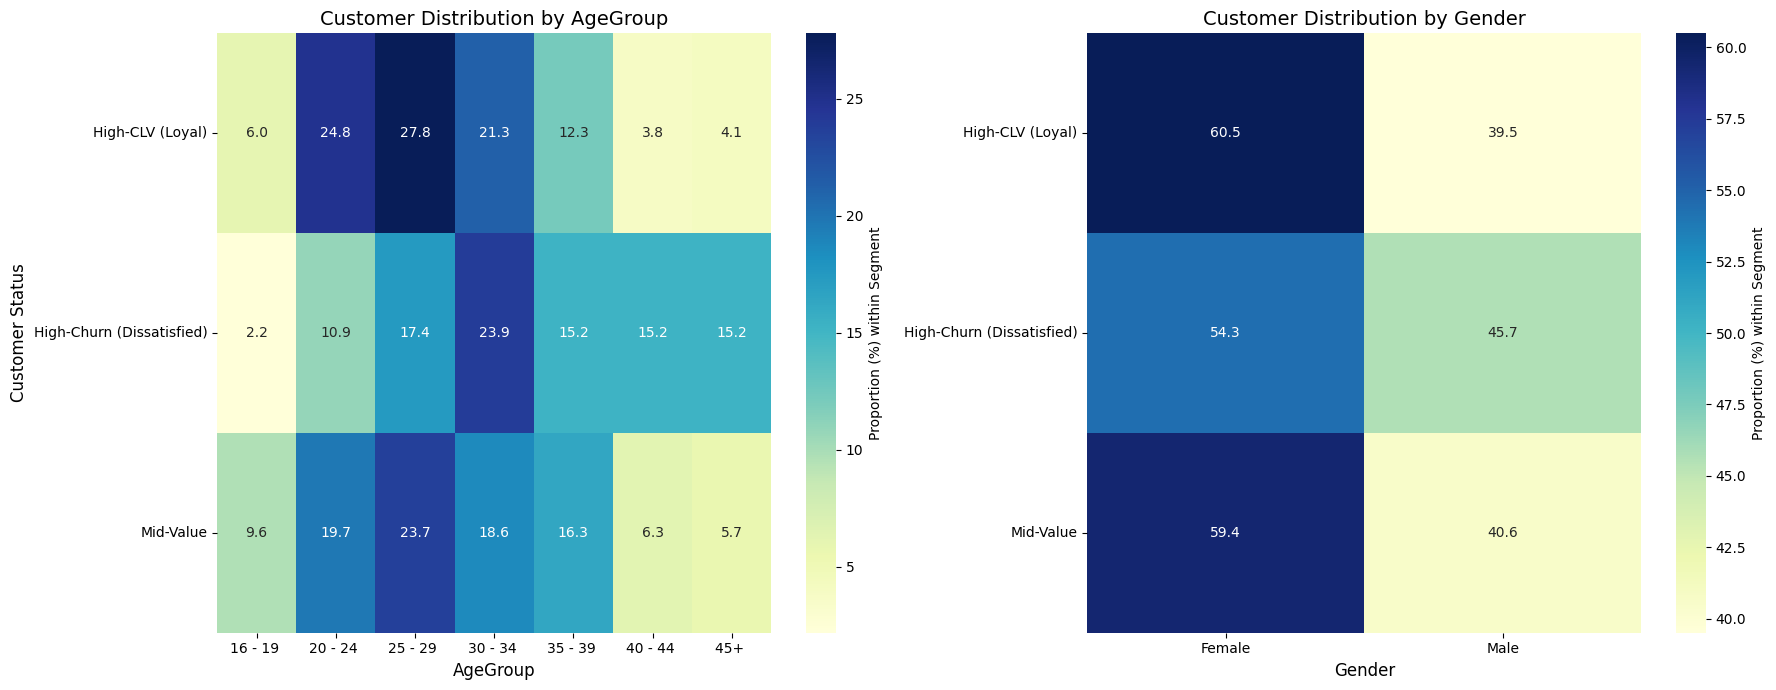 Customer Distribution by AgeGroup
Customer Status
High-CLV (Loyal)
6.0 24.8 27.8 21.3 12.3 3.8 4.1
High-Churn (Dissatisfied)
2.2 10.9 17.4 23.9 15.2 15.2 15.2
Mid-Value
9.6 19.7 23.7 18.6 16.3 6.3 5.7
16 - 19 20 - 24 25 - 29 30 - 34 35 - 39 40 - 44 45+
AgeGroup
25
20
15
10
5
Proportion (%) within Segment
Customer Distribution by Gender
High-CLV (Loyal)
60.5 39.5
High-Churn (Dissatisfied)
54.3 45.7
Mid-Value
59.4 40.6
Female Male
Gender
60.0
57.5
55.0
52.5
50.0
47.5
45.0
42.5
40.0
Proportion (%) within Segment